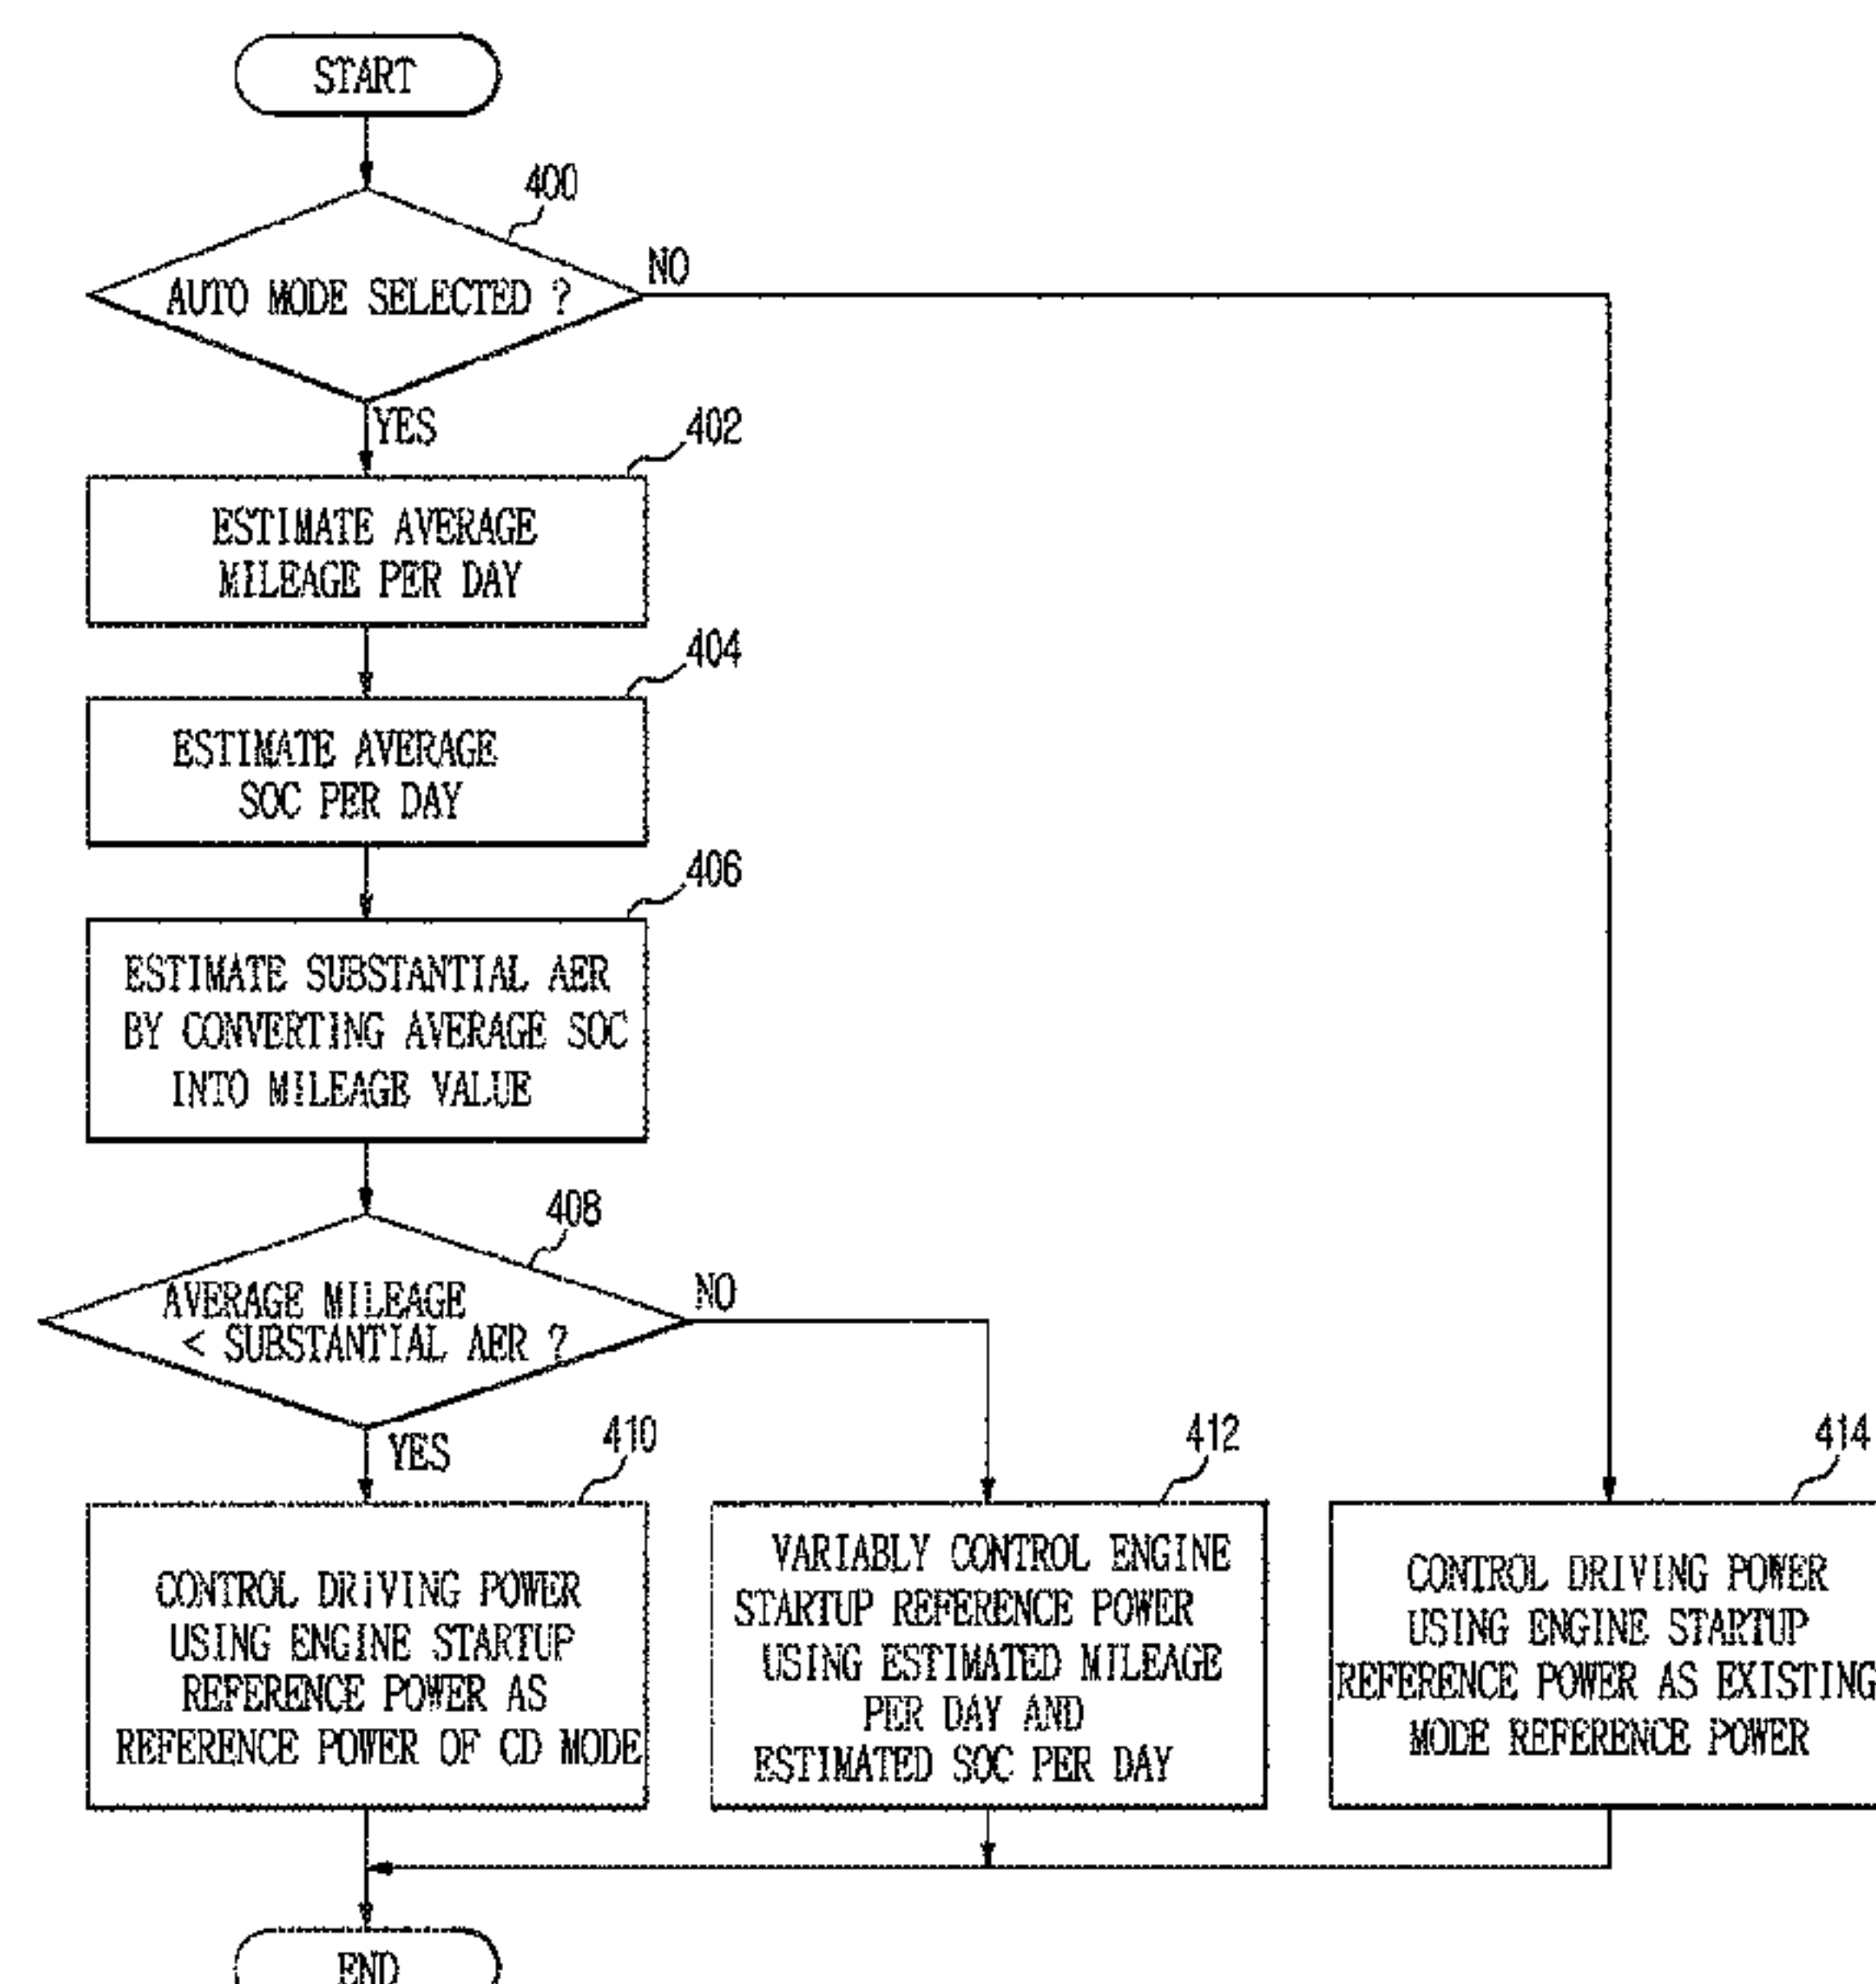 START
400
AUTO MODE SELECTED ?
NO
YES
402
ESTIMATE AVERAGE
MILEAGE PER DAY
404
ESTIMATE AVERAGE
SOC PER DAY
406
ESTIMATE SUBSTANTIAL AER
BY CONVERTING AVERAGE SOC
INTO MILEAGE VALUE
408
AVERAGE MILEAGE
< SUBSTANTIAL AER ?
NO
YES
410
CONTROL DRIVING POWER
USING ENGINE STARTUP
REFERENCE POWER AS
REFERENCE POWER OF CD MODE
412
VARIABLY CONTROL ENGINE
STARTUP REFERENCE POWER
USING ESTIMATED MILEAGE
PER DAY AND
ESTIMATED SOC PER DAY
414
CONTROL DRIVING POWER
USING ENGINE STARTUP
REFERENCE POWER AS EXISTING
MODE REFERENCE POWER
END